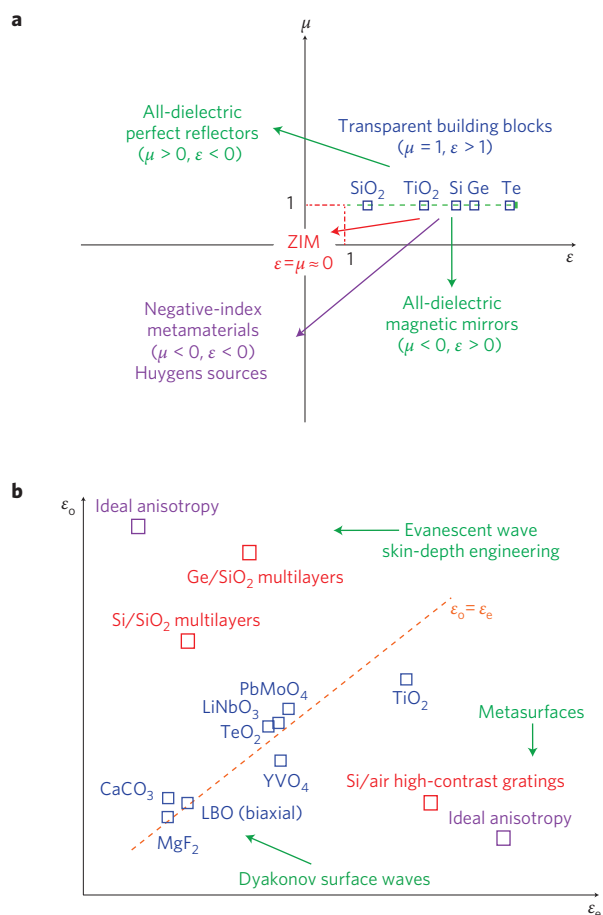 a
μ
All-dielectric
perfect reflectors
(μ > 0, ε < 0)
Transparent building blocks
(μ = 1, ε > 1)
SiO₂ TiO₂ Si Ge Te
1
ZIM
ε = μ ≈ 0
1
ε
Negative-index
metamaterials
(μ < 0, ε < 0)
Huygens sources
All-dielectric
magnetic mirrors
(μ < 0, ε > 0)
b
εₒ
Ideal anisotropy
Evanescent wave
skin-depth engineering
Ge/SiO₂ multilayers
εₒ = εₑ
Si/SiO₂ multilayers
PbMoO₄
LiNbO₃
TeO₂
TiO₂
Metasurfaces
YVO₄
Si/air high-contrast gratings
CaCO₃
LBO (biaxial)
Ideal anisotropy
MgF₂
Dyakonov surface waves
εₑ